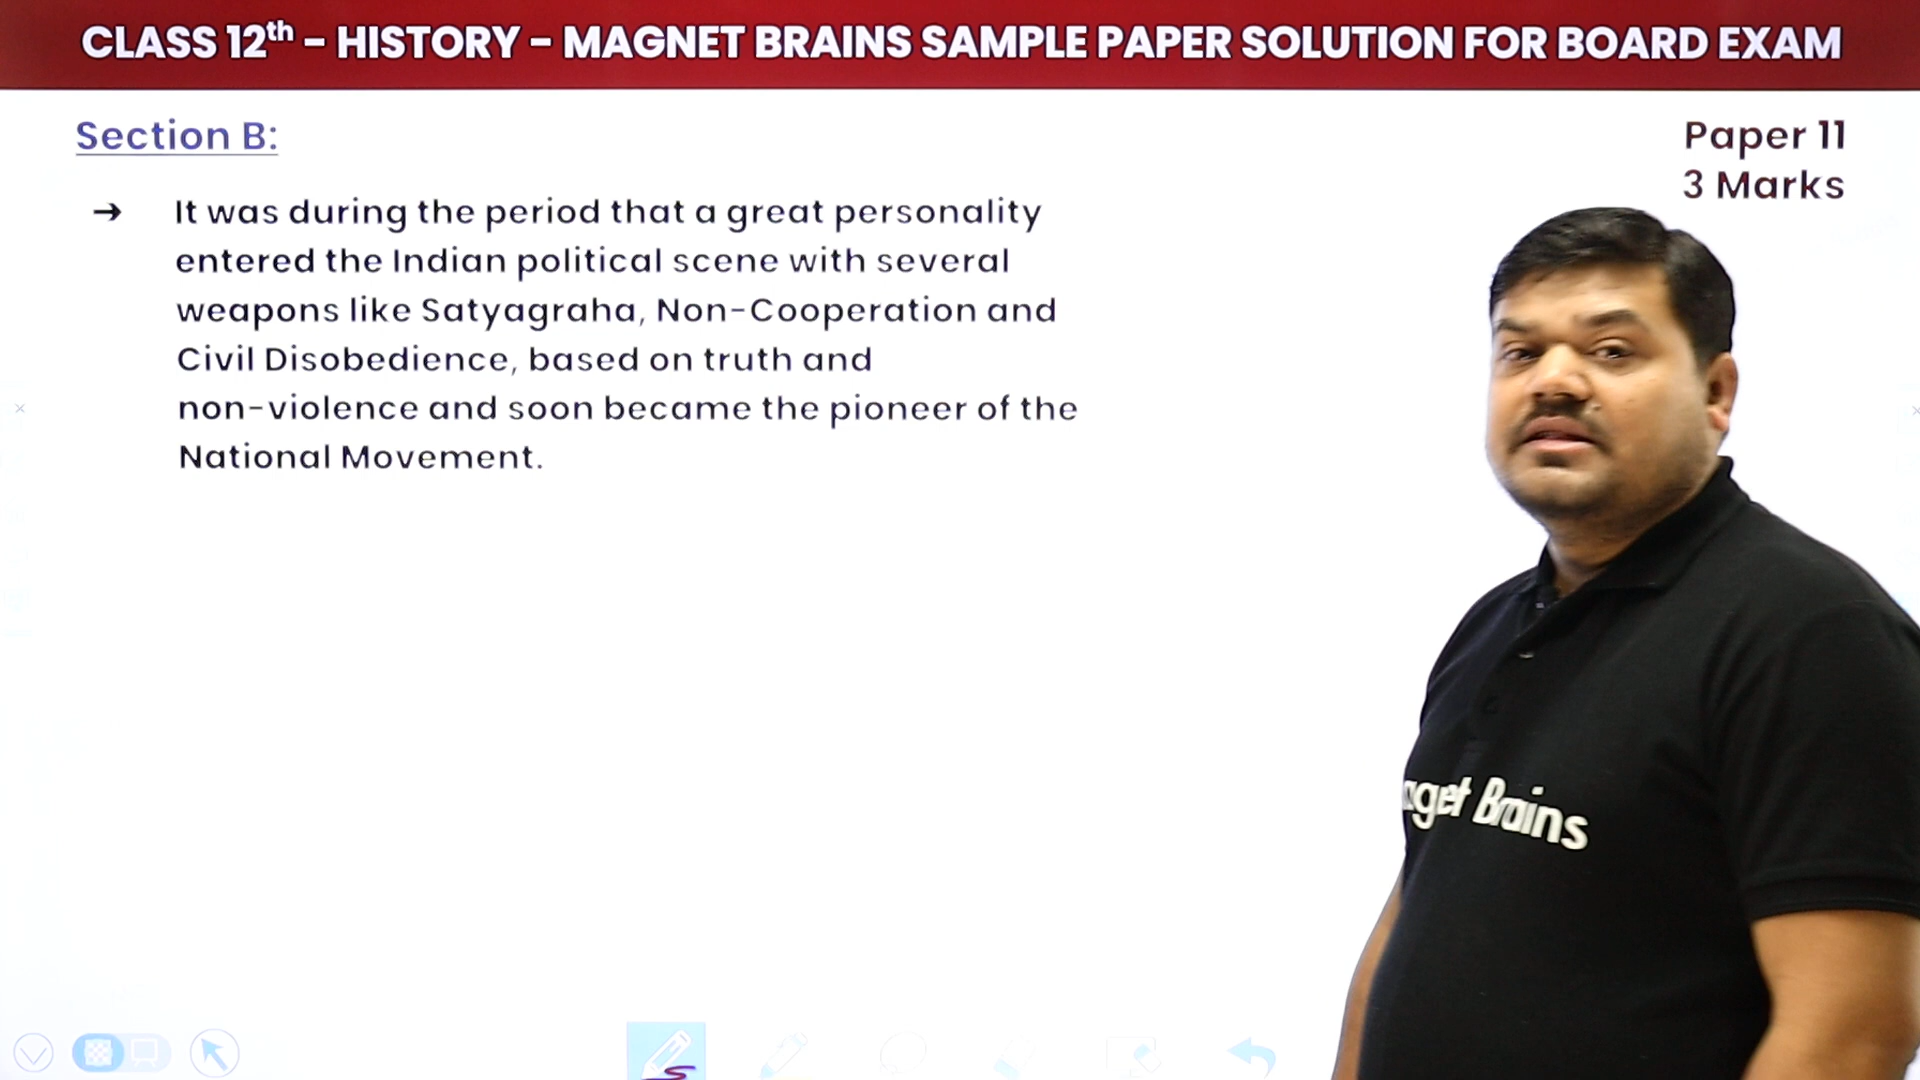 CLASS 12th - HISTORY - MAGNET BRAINS SAMPLE PAPER SOLUTION FOR BOARD EXAM
Section B:
Paper 11
3 Marks
→ It was during the period that a great personality
entered the Indian political scene with several
weapons like Satyagraha, Non-Cooperation and
Civil Disobedience, based on truth and
non-violence and soon became the pioneer of the
National Movement.
aget Brains